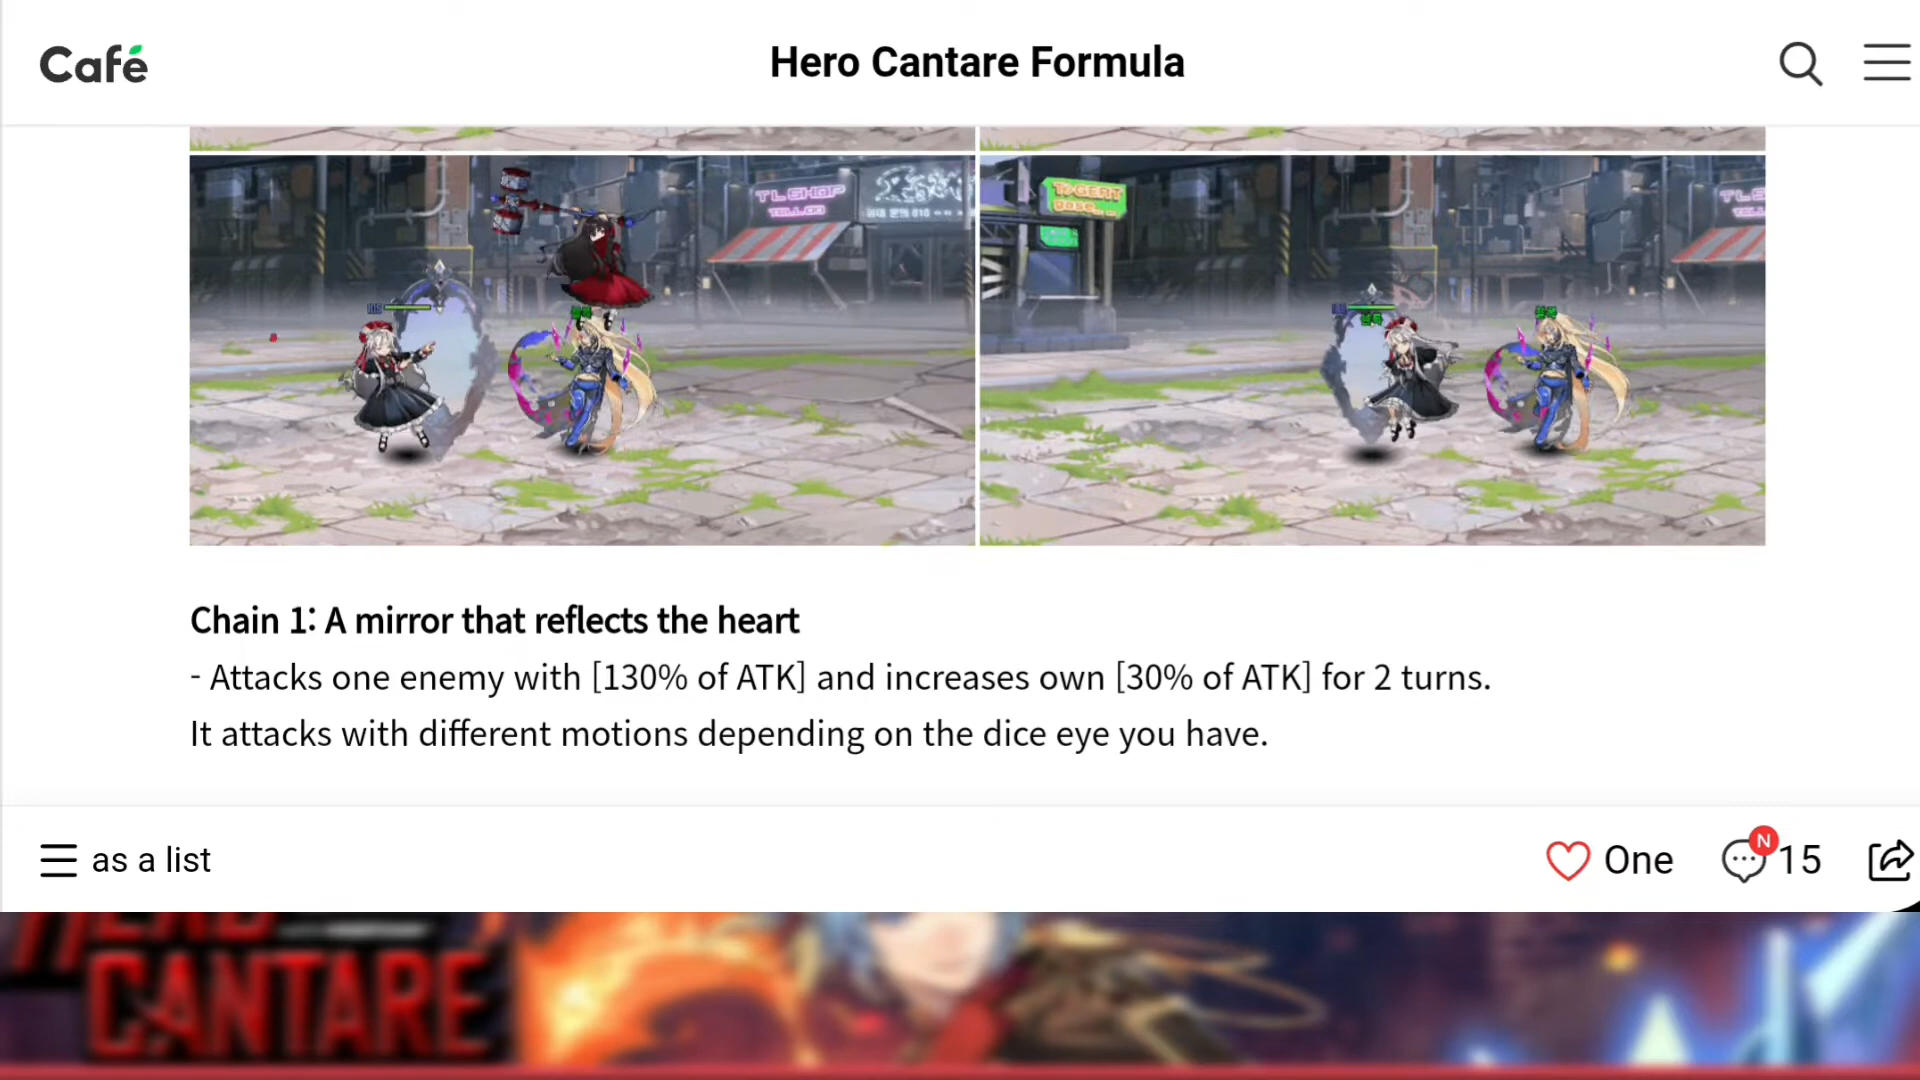 Café
Hero Cantare Formula
TL SHOP
Chain 1: A mirror that reflects the heart
- Attacks one enemy with [130% of ATK] and increases own [30% of ATK] for 2 turns.
It attacks with different motions depending on the dice eye you have.
as a list
One
N
15
CANTARE